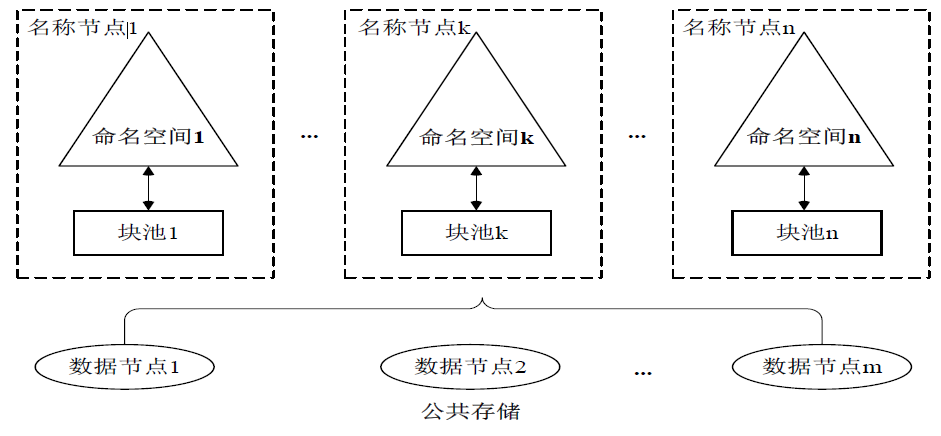 名称节点1
名称节点k
名称节点n
命名空间1
...
命名空间k
...
命名空间n
块池1
块池k
块池n
数据节点1
数据节点2
...
数据节点m
公共存储